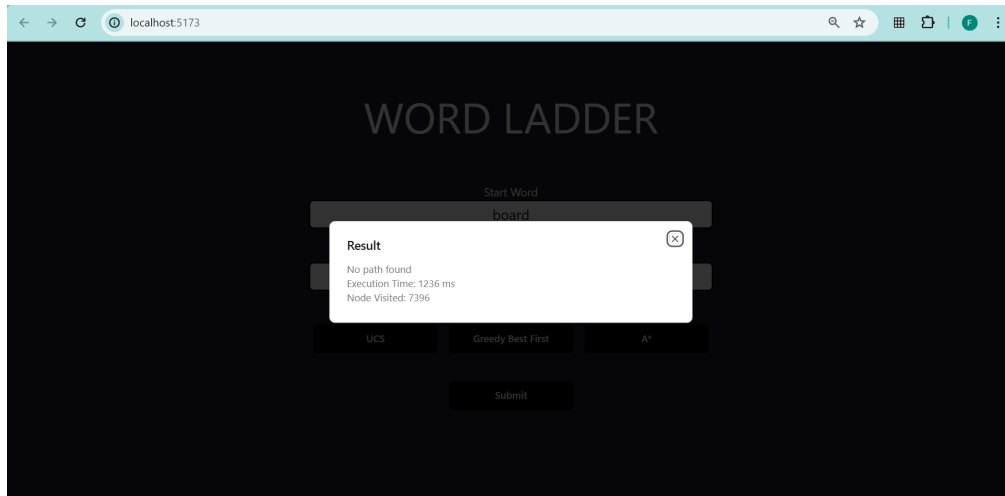 localhost:5173
F
WORD LADDER
Start Word
board
Result
No path found
Execution Time: 1236 ms
Node Visited: 7396
UCS Greedy Best First A*
Submit